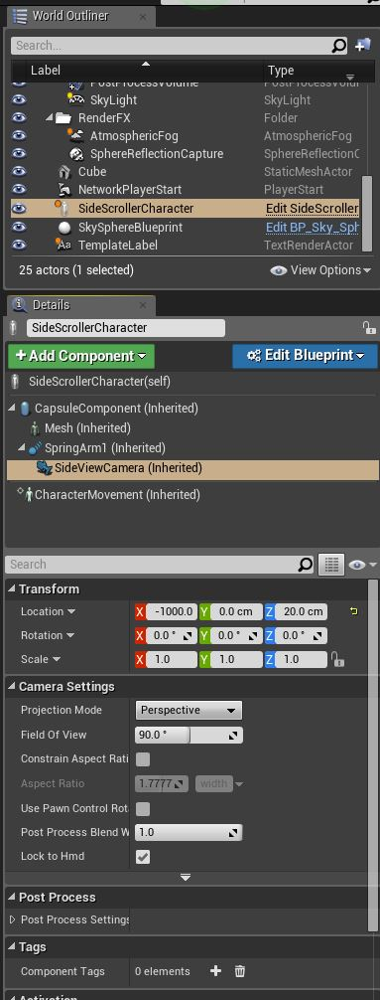 World Outliner
Search...
Label Type
PostProcessVolume PostProcessV
SkyLight SkyLight
RenderFX Folder
AtmosphericFog AtmosphericFog
SphereReflectionCapture SphereReflectionC
Cube StaticMeshActor
NetworkPlayerStart PlayerStart
SideScrollerCharacter Edit SideScroller
SkySphereBlueprint Edit BP_Sky_Sph
TemplateLabel TextRenderActor
25 actors (1 selected) View Options
Details
SideScrollerCharacter
+ Add Component Edit Blueprint
SideScrollerCharacter(self)
CapsuleComponent (Inherited)
Mesh (Inherited)
SpringArm1 (Inherited)
SideViewCamera (Inherited)
CharacterMovement (Inherited)
Search
Transform
Location X -1000.0 Y 0.0 cm Z 20.0 cm
Rotation X 0.0 ° Y 0.0 ° Z 0.0 °
Scale X 1.0 Y 1.0 Z 1.0
Camera Settings
Projection Mode Perspective
Field Of View 90.0 °
Constrain Aspect Rati
Aspect Ratio 1.7777 width
Use Pawn Control Rot
Post Process Blend W 1.0
Lock to Hmd
Post Process
Post Process Settings
Tags
Component Tags 0 elements
Activation